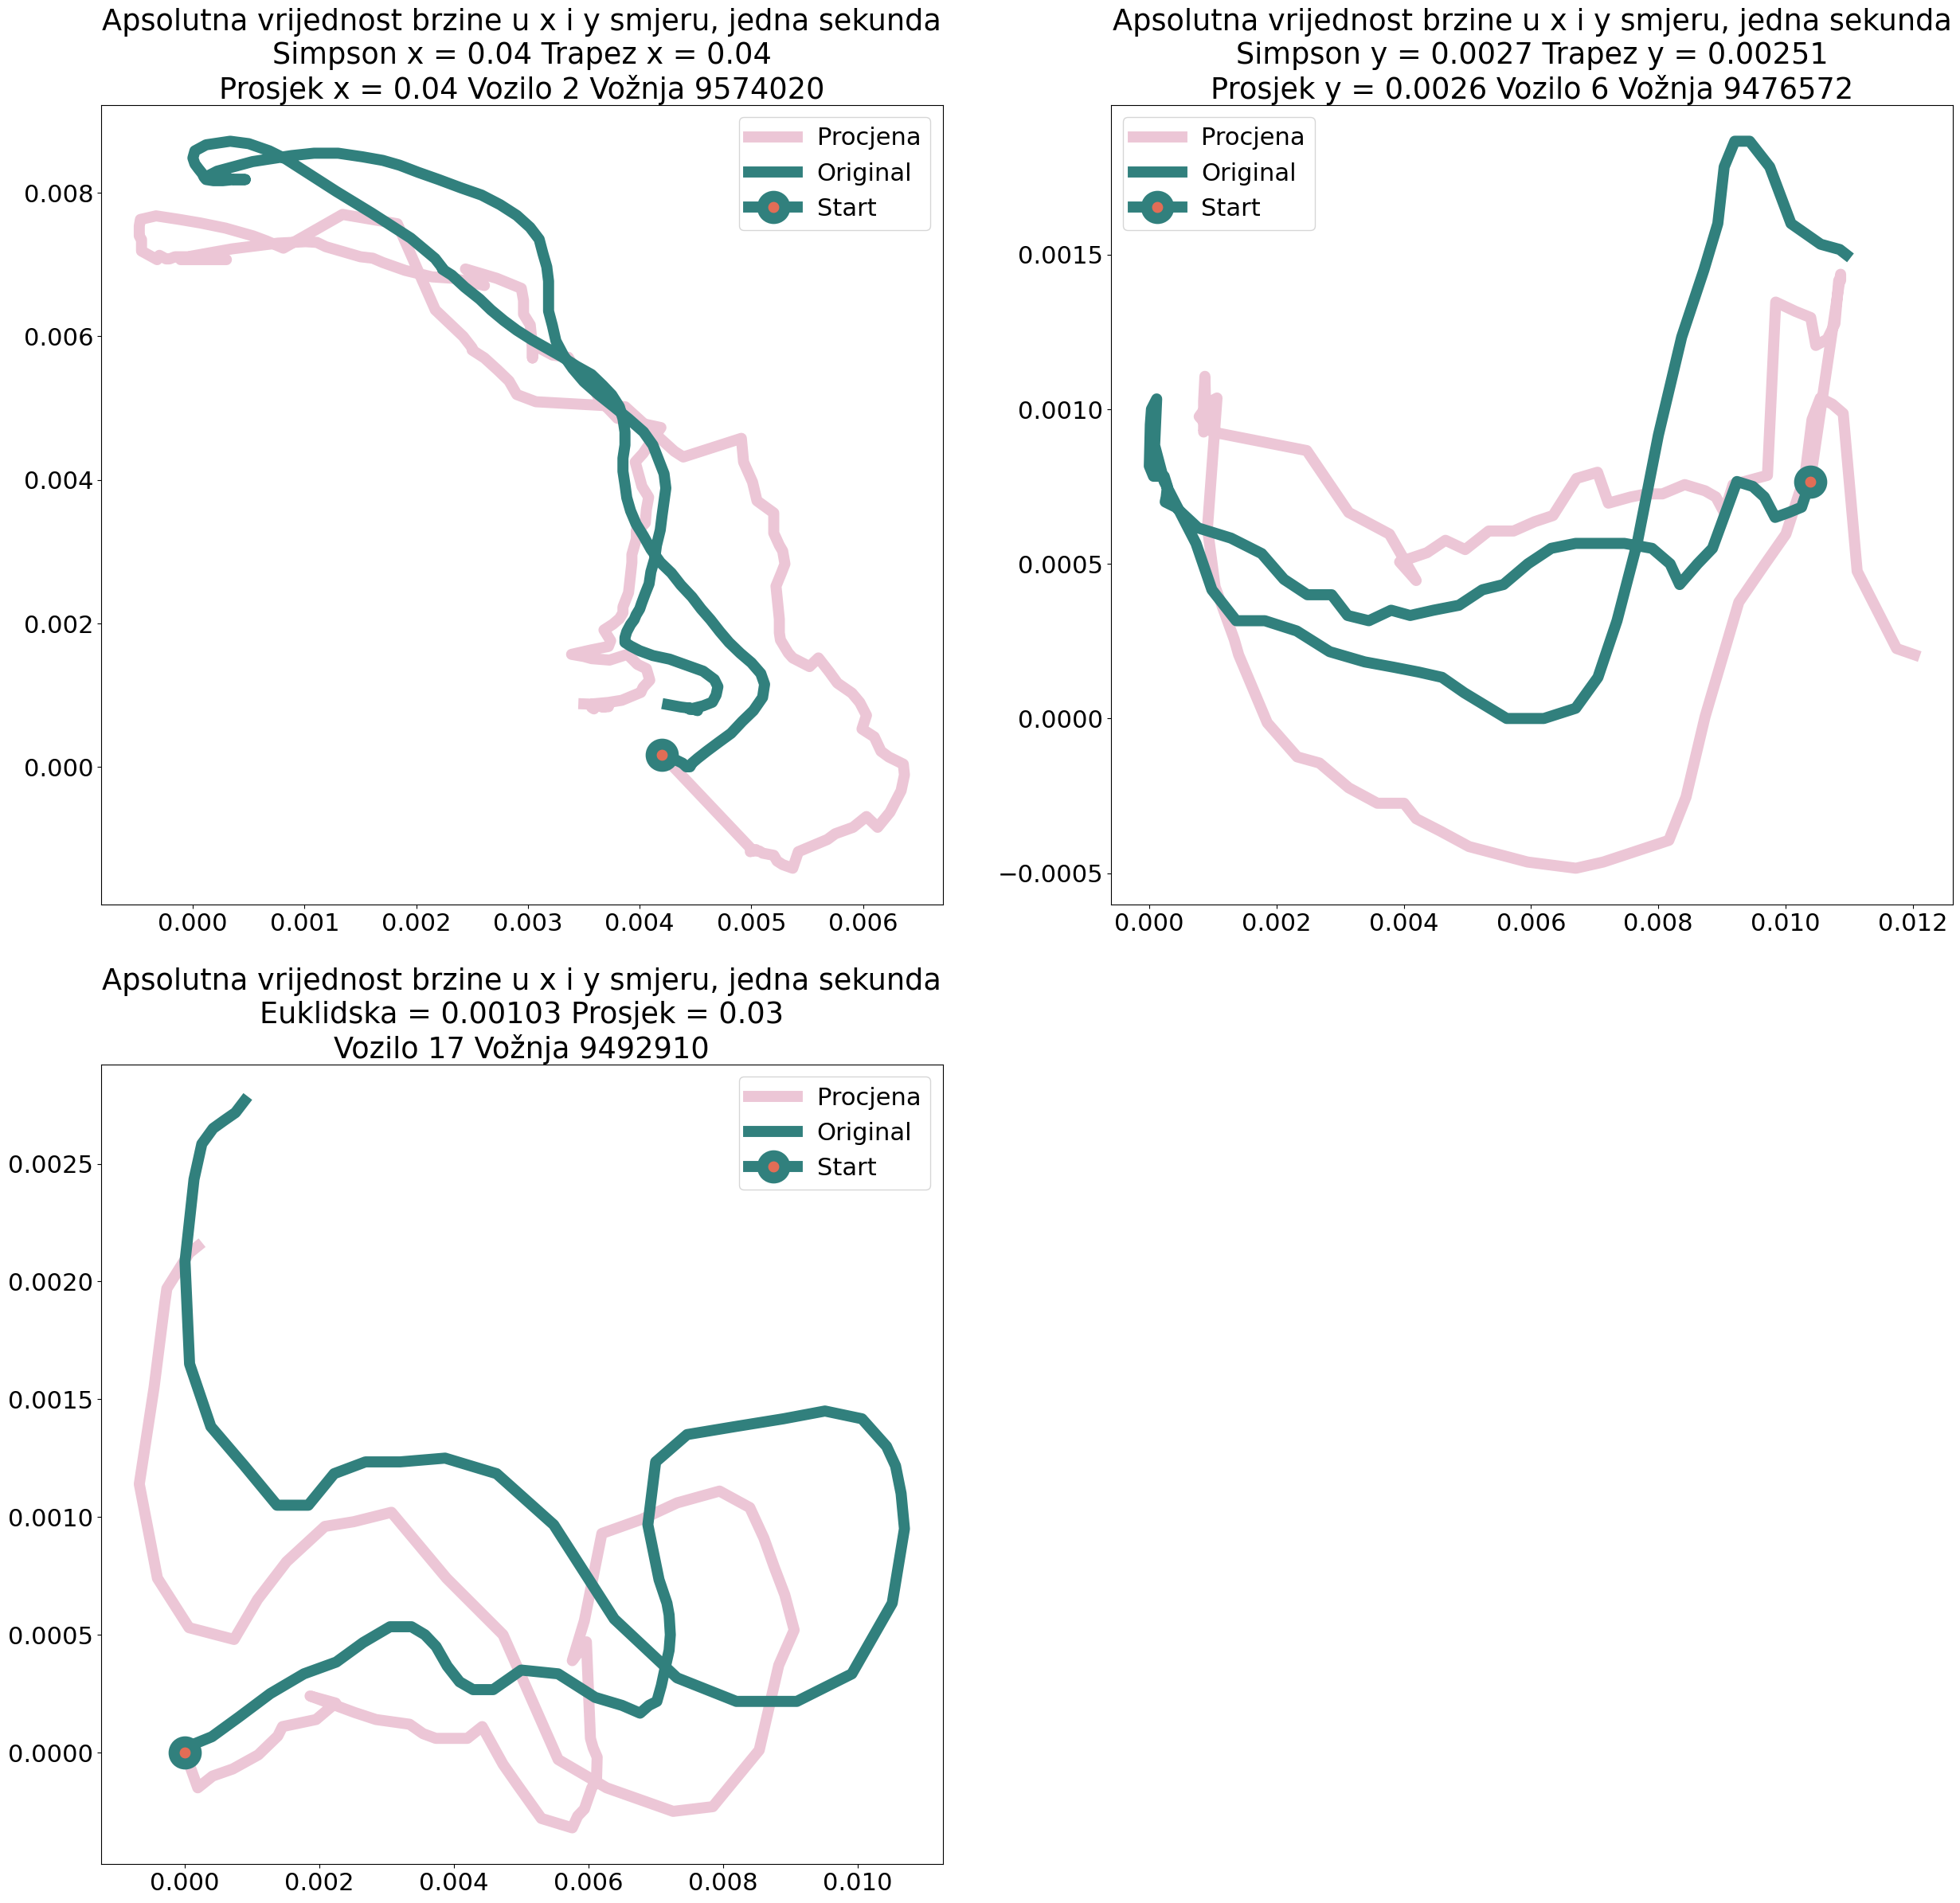 Apsolutna vrijednost brzine u x i y smjeru, jedna sekunda
Simpson x = 0.04 Trapez x = 0.04
Prosjek x = 0.04 Vozilo 2 Vožnja 9574020
Procjena
Original
Start
0.008
0.006
0.004
0.002
0.000
0.000 0.001 0.002 0.003 0.004 0.005 0.006
Apsolutna vrijednost brzine u x i y smjeru, jedna sekunda
Simpson y = 0.0027 Trapez y = 0.00251
Prosjek y = 0.0026 Vozilo 6 Vožnja 9476572
Procjena
Original
Start
0.0015
0.0010
0.0005
0.0000
−0.0005
0.000 0.002 0.004 0.006 0.008 0.010 0.012
Apsolutna vrijednost brzine u x i y smjeru, jedna sekunda
Euklidska = 0.00103 Prosjek = 0.03
Vozilo 17 Vožnja 9492910
Procjena
Original
Start
0.0025
0.0020
0.0015
0.0010
0.0005
0.0000
0.000 0.002 0.004 0.006 0.008 0.010